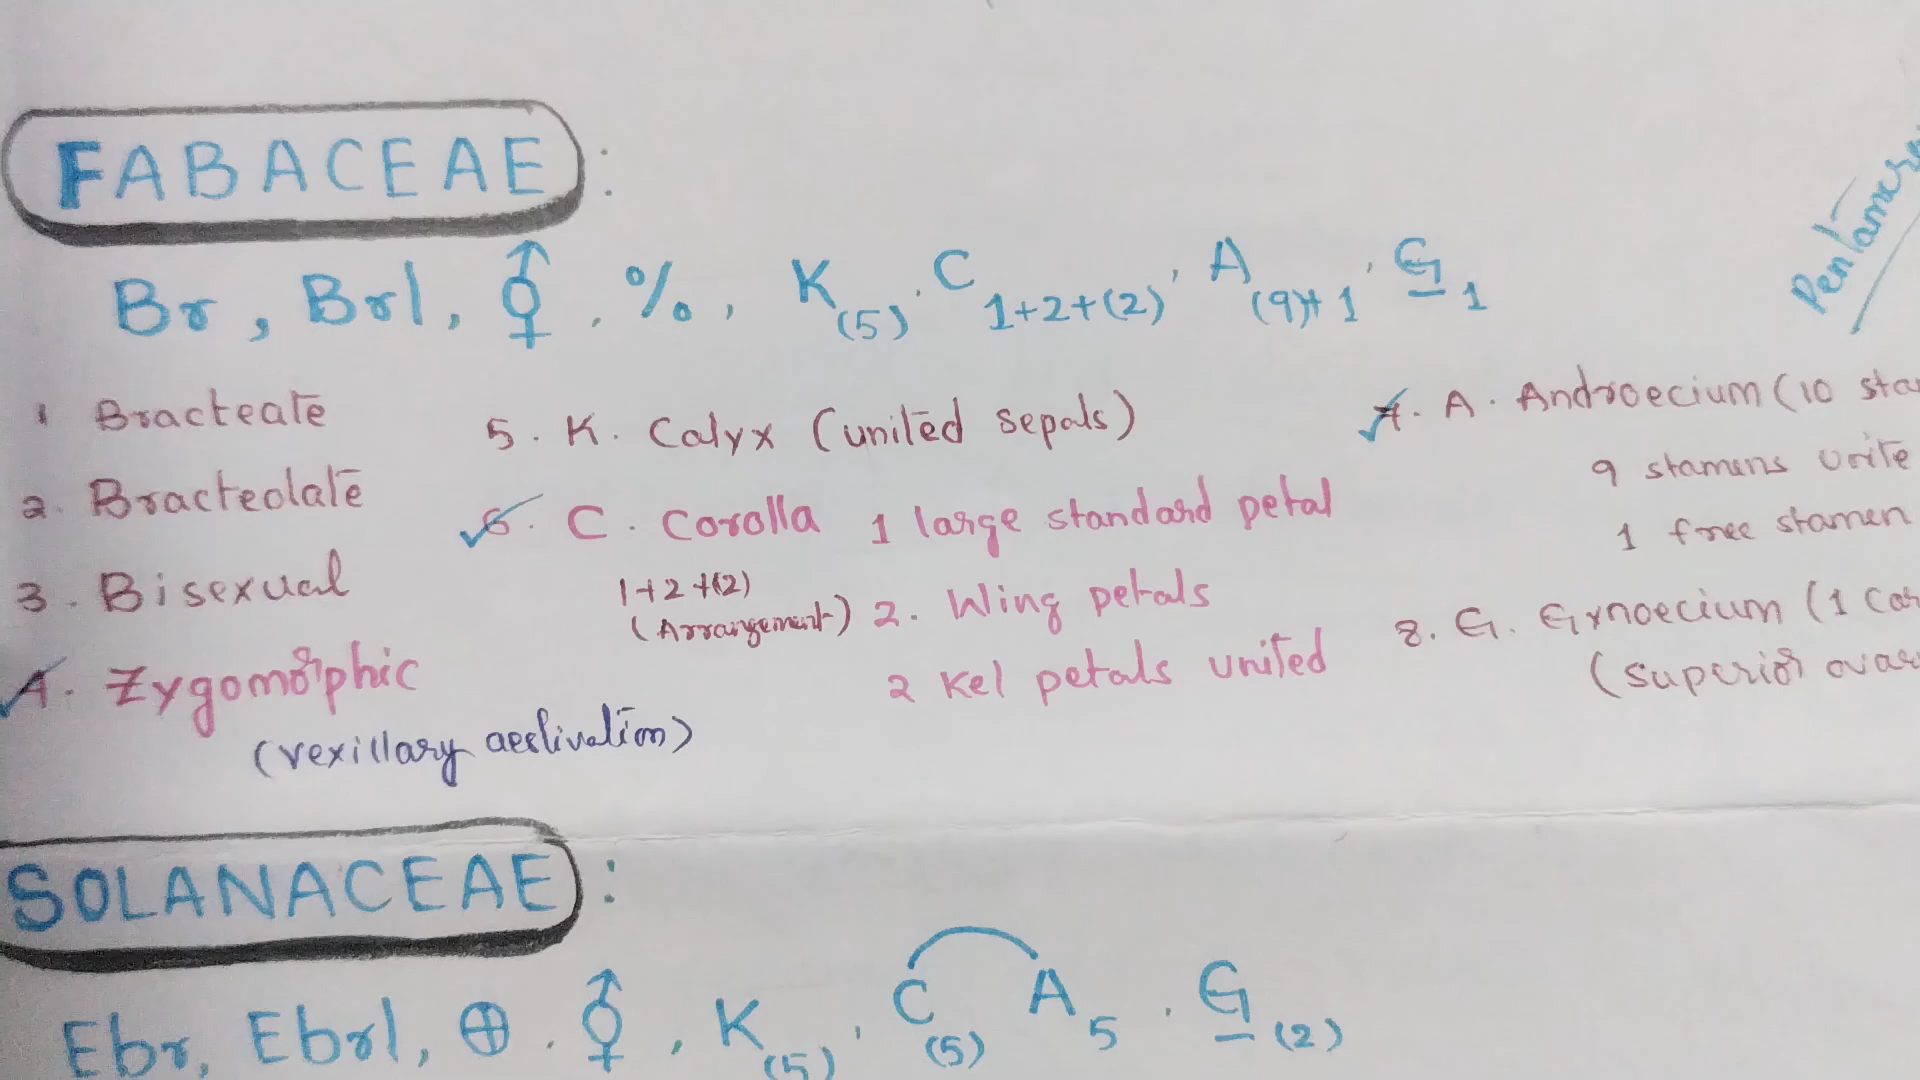 FABACEAE :
Br, Brl, ⚥, %, K(5), C1+2+(2), A(9)+1, G1
Pentamer
1 Bracteate
2. Bracteolate
3. Bisexual
4. Zygomorphic
(vexillary aestivation)
5. K. Calyx (united sepals)
6. C. Corolla 1 large standard petal
1+2+(2)
(Arrangement) 2. Wing petals
2 Kel petals united
7. A. Androecium (10 sta
9 stamens unite
1 free stamen
8. G. Gynoecium (1 car
(superior ovar
SOLANACEAE :
Ebr, Ebrl, ⊕, ⚥, K(5), C(5) A5, G(2)